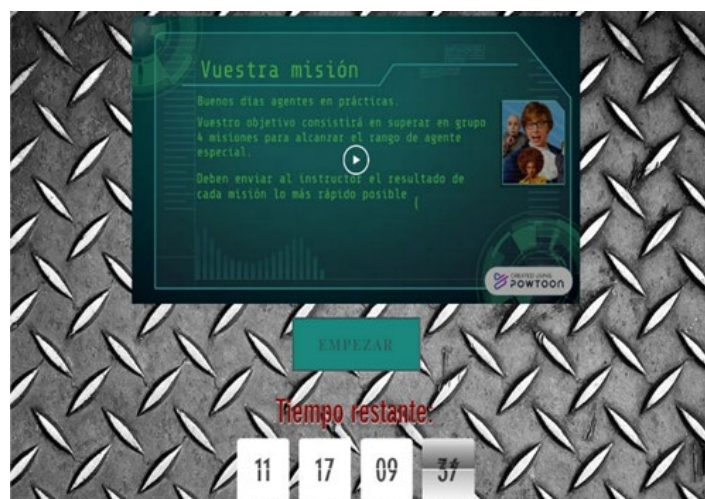 Vuestra misión
Buenos días agentes en prácticas.
Vuestro objetivo consistirá en superar en grupo
4 misiones para alcanzar el rango de agente
especial.
Deben enviar al instructor el resultado de
cada misión lo más rápido posible
CREATED USING
POWTOON
EMPEZAR
Tiempo restante:
11 17 09